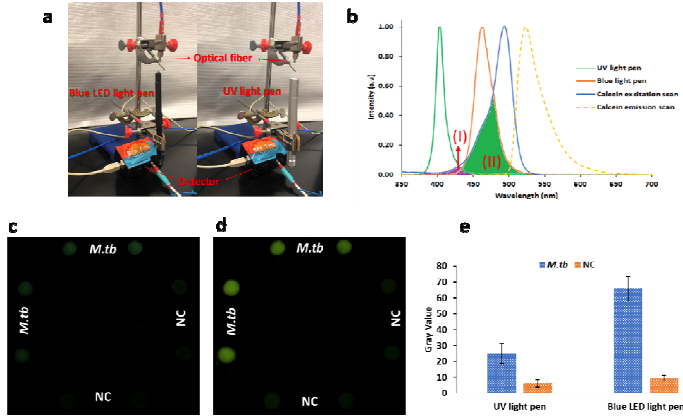 a
Optical fiber
Blue LED light pen
UV light pen
Detector
b
Intensity (a.u)
1.00
0.80
0.60
0.40
0.20
0.00
350
400
450
500
550
600
650
700
Wavelength (nm)
UV light pen
Blue light pen
Calcein excitation scan
Calcein emission scan
(I)
(II)
c
M.tb
M.tb
NC
NC
d
M.tb
M.tb
NC
NC
e
M.tb
NC
Gray Value
80
70
60
50
40
30
20
10
0
UV light pen
Blue LED light pen